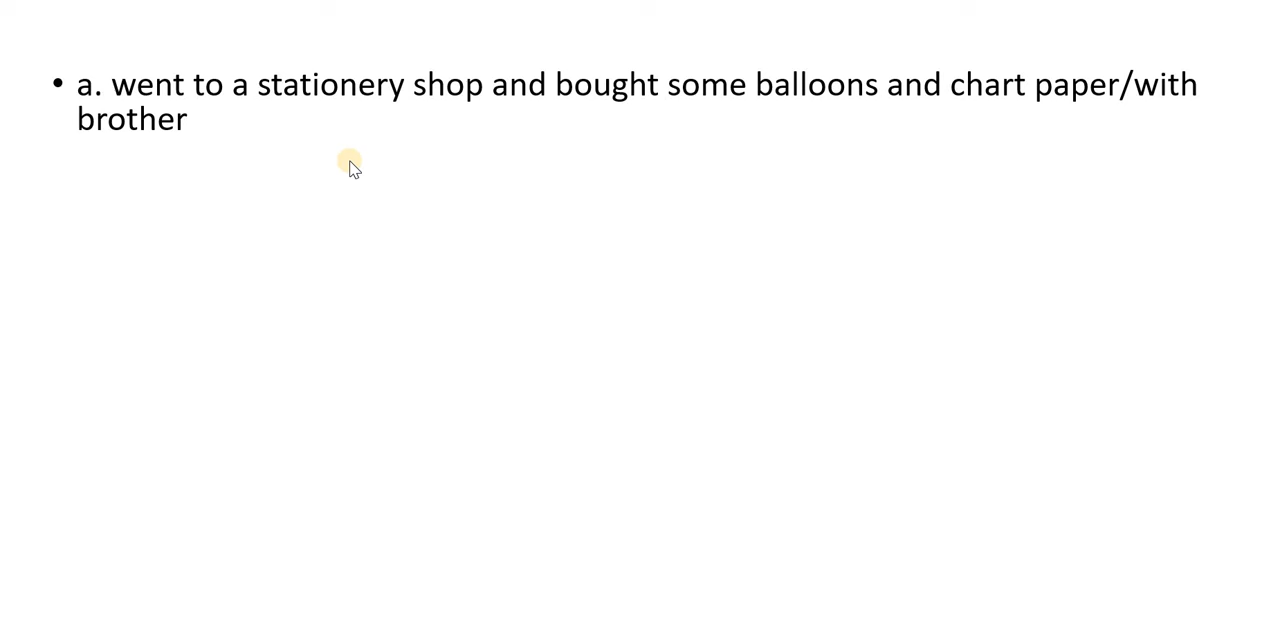 • a. went to a stationery shop and bought some balloons and chart paper/with
brother